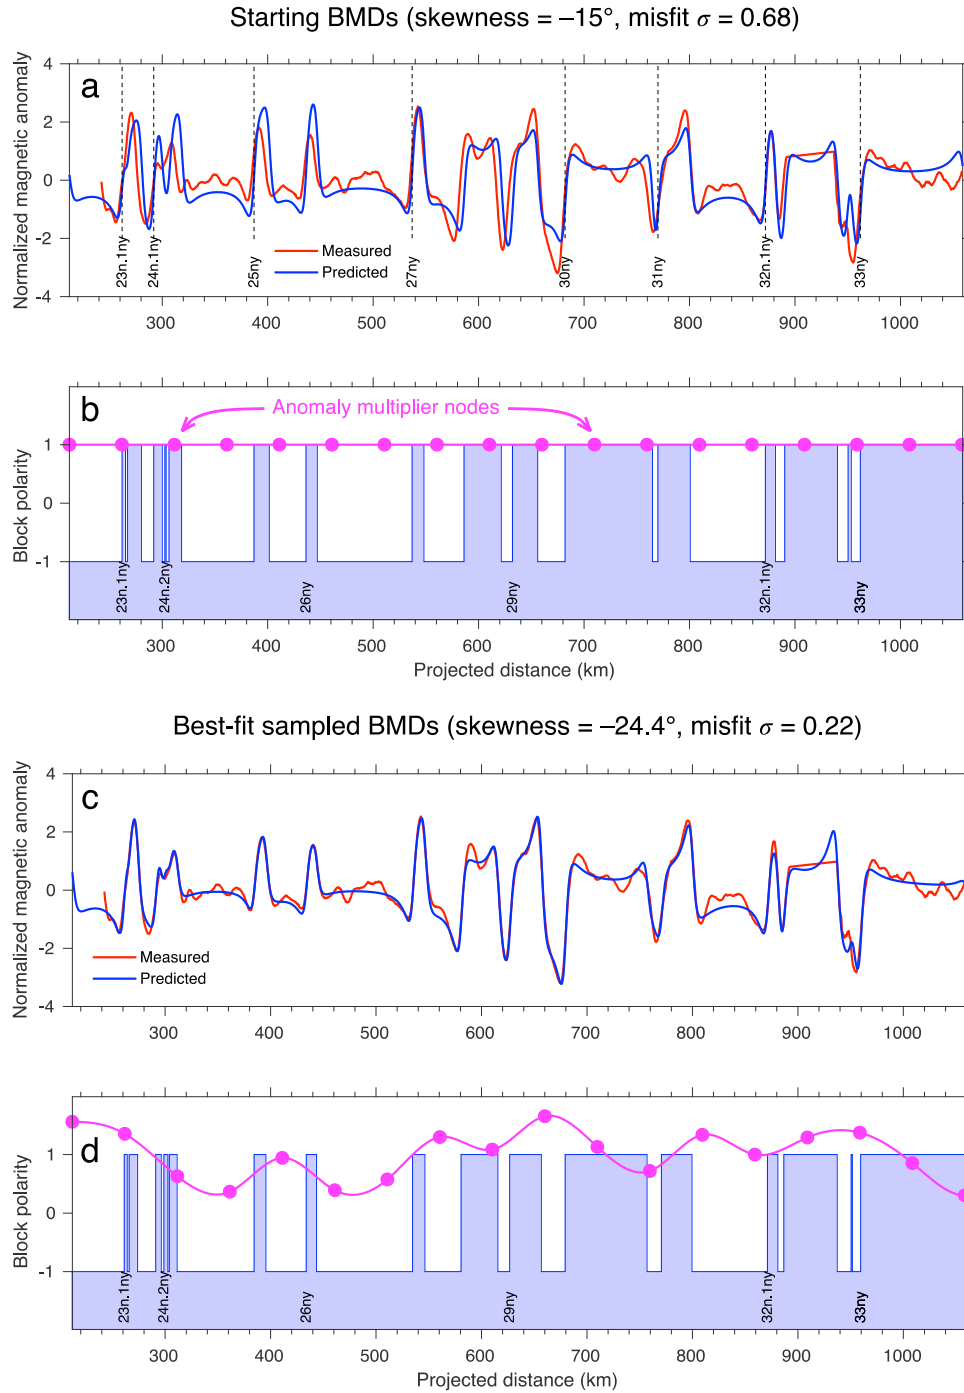 Starting BMDs (skewness = –15°, misfit σ = 0.68)
a
Normalized magnetic anomaly
4
2
0
-2
-4
23n.1ny
24n.1ny
25ny
27ny
30ny
31ny
32n.1ny
33ny
Measured
Predicted
300 400 500 600 700 800 900 1000
b
Anomaly multiplier nodes
Block polarity
1
0
-1
23n.1ny
24n.2ny
26ny
29ny
32n.1ny
33ny
300 400 500 600 700 800 900 1000
Projected distance (km)
Best-fit sampled BMDs (skewness = –24.4°, misfit σ = 0.22)
c
Normalized magnetic anomaly
4
2
0
-2
-4
Measured
Predicted
300 400 500 600 700 800 900 1000
d
Block polarity
1
0
-1
23n.1ny
24n.2ny
26ny
29ny
32n.1ny
33ny
300 400 500 600 700 800 900 1000
Projected distance (km)